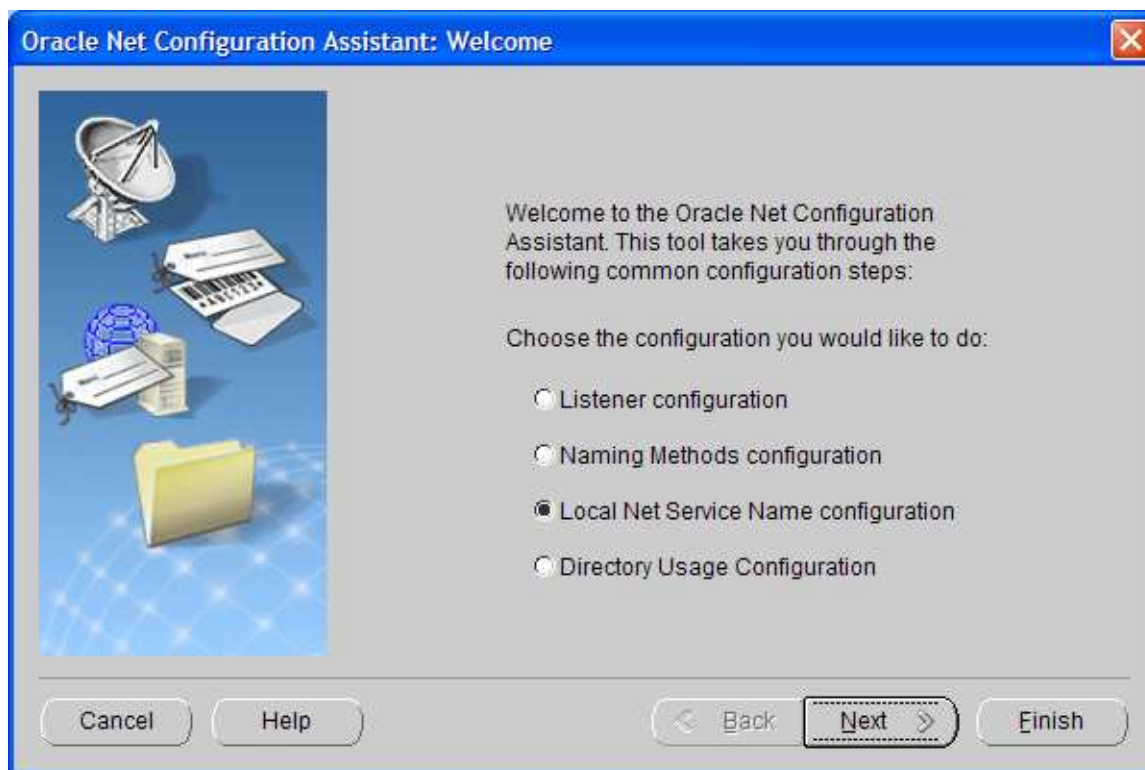 Oracle Net Configuration Assistant: Welcome
Welcome to the Oracle Net Configuration
Assistant. This tool takes you through the
following common configuration steps:
Choose the configuration you would like to do:
Listener configuration
Naming Methods configuration
Local Net Service Name configuration
Directory Usage Configuration
Cancel
Help
Back
Next
Finish